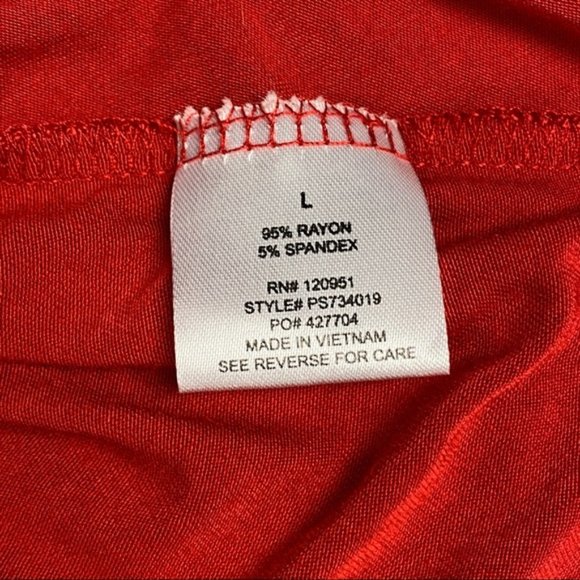 L
95% RAYON
5% SPANDEX
RN# 120951
STYLE# PS734019
PO# 427704
MADE IN VIETNAM
SEE REVERSE FOR CARE